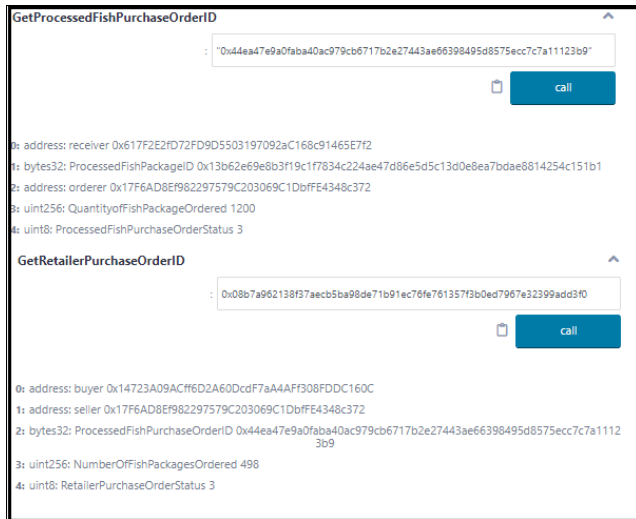 GetProcessedFishPurchaseOrderID
: "0x44ea47e9a0faba40ac979cb6717b2e27443ae66398495d8575ecc7c7a11123b9"
call
0: address: receiver 0x617F2E2fD72FD9D5503197092aC168c91465E7f2
1: bytes32: ProcessedFishPackageID 0x13b62e69e8b3f19c1f7834c224ae47d86e5d5c13d0e8ea7bdae8814254c151b1
2: address: orderer 0x17F6AD8Ef982297579C203069C1DbfFE4348c372
3: uint256: QuantityofFishPackageOrdered 1200
4: uint8: ProcessedFishPurchaseOrderStatus 3
GetRetailerPurchaseOrderID
: 0x08b7a962138f37aecb5ba98de71b91ec76fe761357f3b0ed7967e32399add3f0
call
0: address: buyer 0x14723A09ACff6D2A60DcdF7aA4AFf308FDDC160C
1: address: seller 0x17F6AD8Ef982297579C203069C1DbfFE4348c372
2: bytes32: ProcessedFishPurchaseOrderID 0x44ea47e9a0faba40ac979cb6717b2e27443ae66398495d8575ecc7c7a1112
3b9
3: uint256: NumberOfFishPackagesOrdered 498
4: uint8: RetailerPurchaseOrderStatus 3